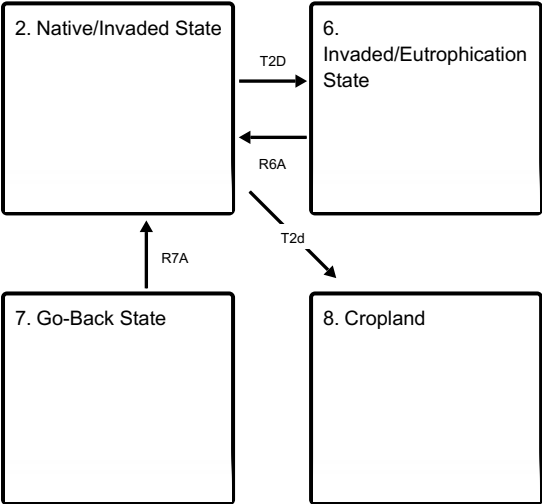 2. Native/Invaded State
6.
Invaded/Eutrophication
State
T2D
R6A
T2d
R7A
7. Go-Back State
8. Cropland